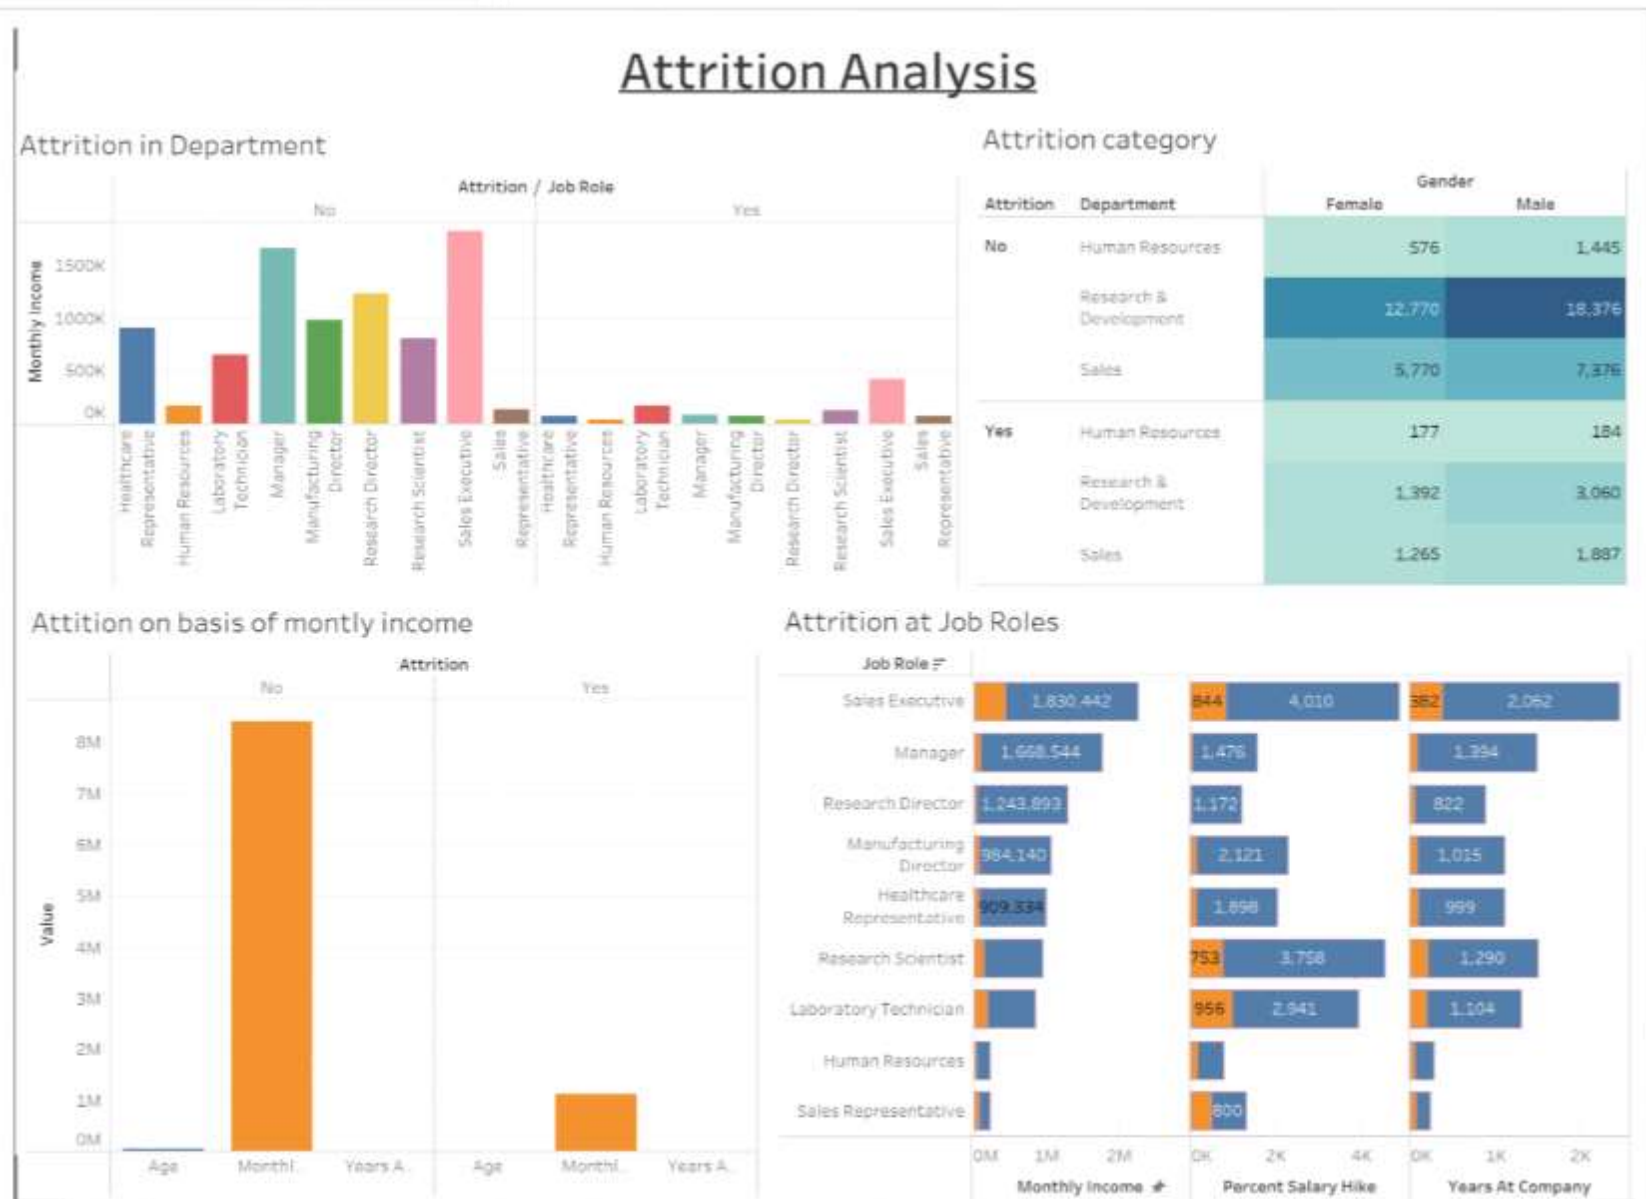 Attrition Analysis
Attrition in Department
Attrition / Job Role
No
Yes
Monthly Income
1500K
1000K
500K
0K
Healthcare
Representative
Human Resources
Laboratory
Technician
Manager
Manufacturing
Director
Research Director
Research Scientist
Sales Executive
Sales
Representative
Healthcare
Representative
Human Resources
Laboratory
Technician
Manager
Manufacturing
Director
Research Director
Research Scientist
Sales Executive
Sales
Representative
Attrition category
Gender
Attrition Department Female Male
No Human Resources 576 1,445
Research &
Development 12,770 18,376
Sales 5,770 7,376
Yes Human Resources 177 184
Research &
Development 1,392 3,060
Sales 1,265 1,887
Attition on basis of montly income
Attrition
No
Yes
Value
8M
7M
6M
5M
4M
3M
2M
1M
0M
Age Monthl.. Years A.. Age Monthl.. Years A..
Attrition at Job Roles
Job Role
Sales Executive 1,830,442 844 4,010 382 2,062
Manager 1,668,544 1,476 1,394
Research Director 1,243,893 1,172 822
Manufacturing
Director 984,140 2,121 1,015
Healthcare
Representative 909,334 1,898 999
Research Scientist 753 3,758 1,290
Laboratory Technician 956 2,941 1,104
Human Resources
Sales Representative 800
0M 1M 2M 0K 2K 4K 0K 1K 2K
Monthly Income Percent Salary Hike Years At Company